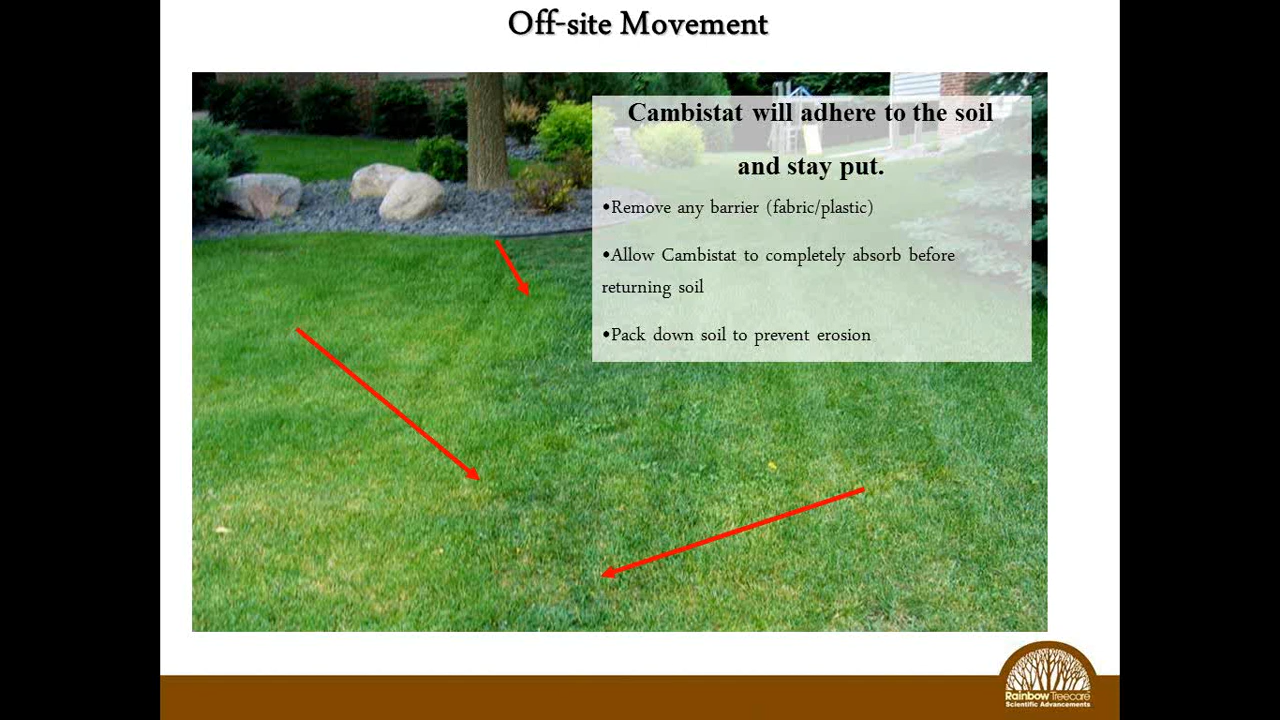 Off-site Movement
Cambistat will adhere to the soil
and stay put.
•Remove any barrier (fabric/plastic)
•Allow Cambistat to completely absorb before
returning soil
•Pack down soil to prevent erosion
Rainbow Treecare
Scientific Advancements